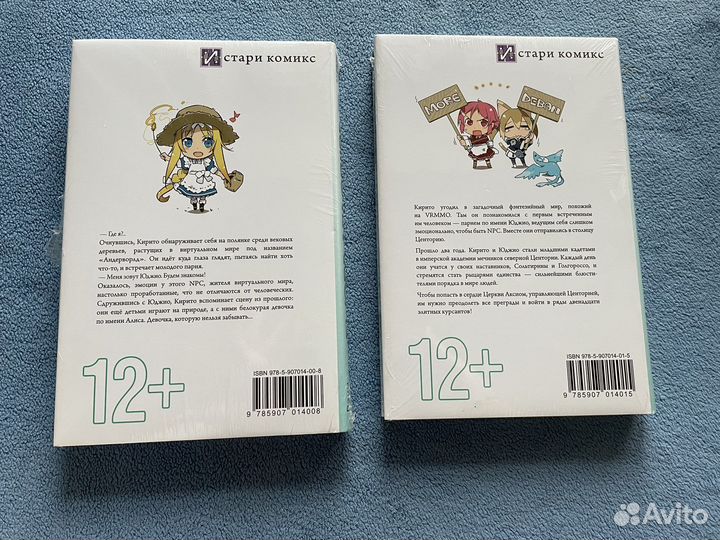 Истари комикс
— Где я?..
Очнувшись, Кирито обнаруживает себя на полянке среди вековых
деревьев, растущих в виртуальном мире под названием
«Андерворлд». Он идёт куда глаза глядят, пытаясь найти хоть
что-то, и встречает молодого парня.
— Меня зовут Юджио. Будем знакомы!
Оказалось, эмоции у этого NPC, жителя виртуального мира,
настолько проработанные, что не отличаются от человеческих.
Сдружившись с Юджио, Кирито вспоминает сцену из прошлого:
они ещё детьми играют на природе, а с ними белокурая девочка
по имени Алиса. Девочка, которую нельзя забывать...
12+
ISBN 978-5-907014-00-8
9 785907 014008
Истари комикс
МОРЕ
DEBAN
Кирито угодил в загадочный фэнтезийный мир, похожий
на VRMMO. Там он познакомился с первым встреченным
им человеком — парнем по имени Юджио, ведущим себя слишком
эмоционально, чтобы быть NPC. Вместе они отправились в столицу
Центорию.
Прошло два года. Кирито и Юджио стали младшими кадетами
в имперской академии мечников северной Центории. Каждый день
они учатся у своих наставников, Сольтерины и Голгороссо, и
стремятся стать рыцарями единства — сильнейшими блюсти-
телями порядка в мире людей.
Чтобы попасть в сердце Церкви Аксиом, управляющей Центорией,
им нужно преодолеть все преграды и войти в ряды двенадцати
элитных курсантов!
12+
ISBN 978-5-907014-01-5
9 785907 014015
Avito